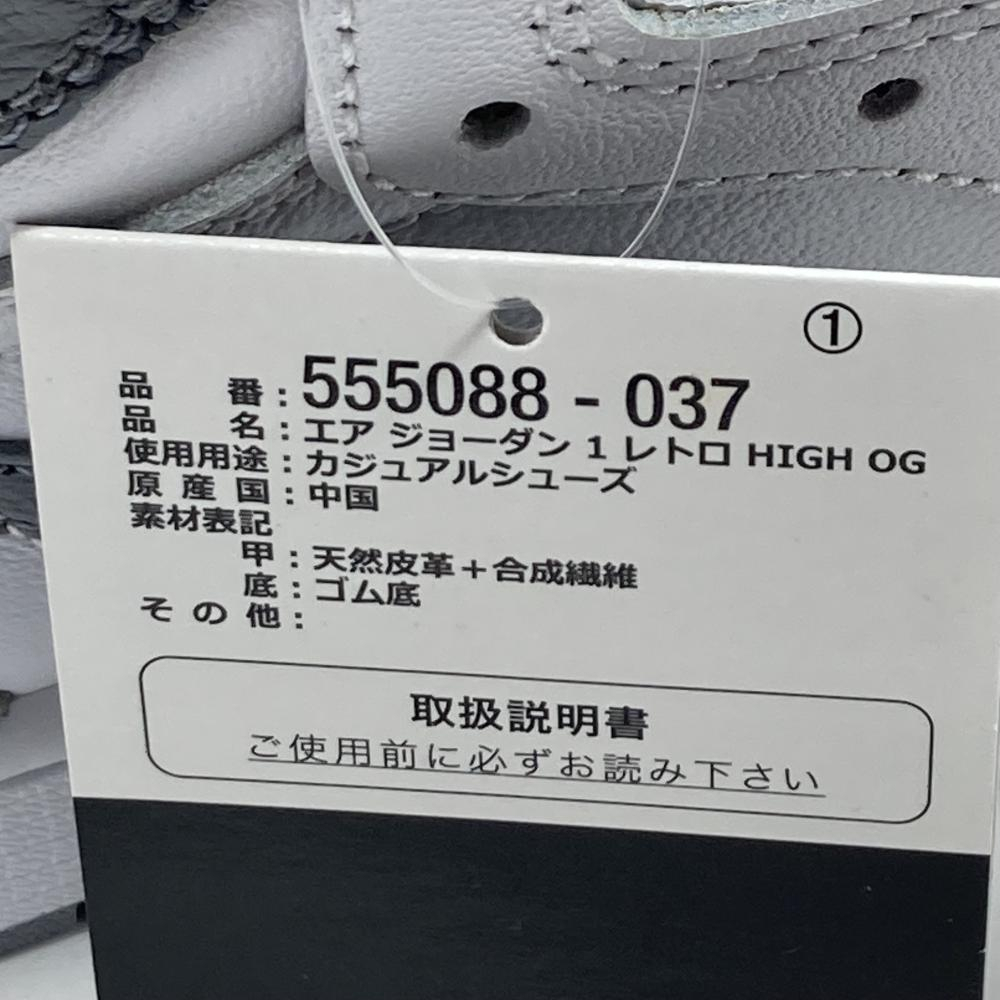 ①
品番:555088-037
品名:エア ジョーダン 1 レトロ HIGH OG
使用用途:カジュアルシューズ
原産国:中国
素材表記
甲:天然皮革+合成繊維
底:ゴム底
その他:
取扱説明書
ご使用前に必ずお読み下さい